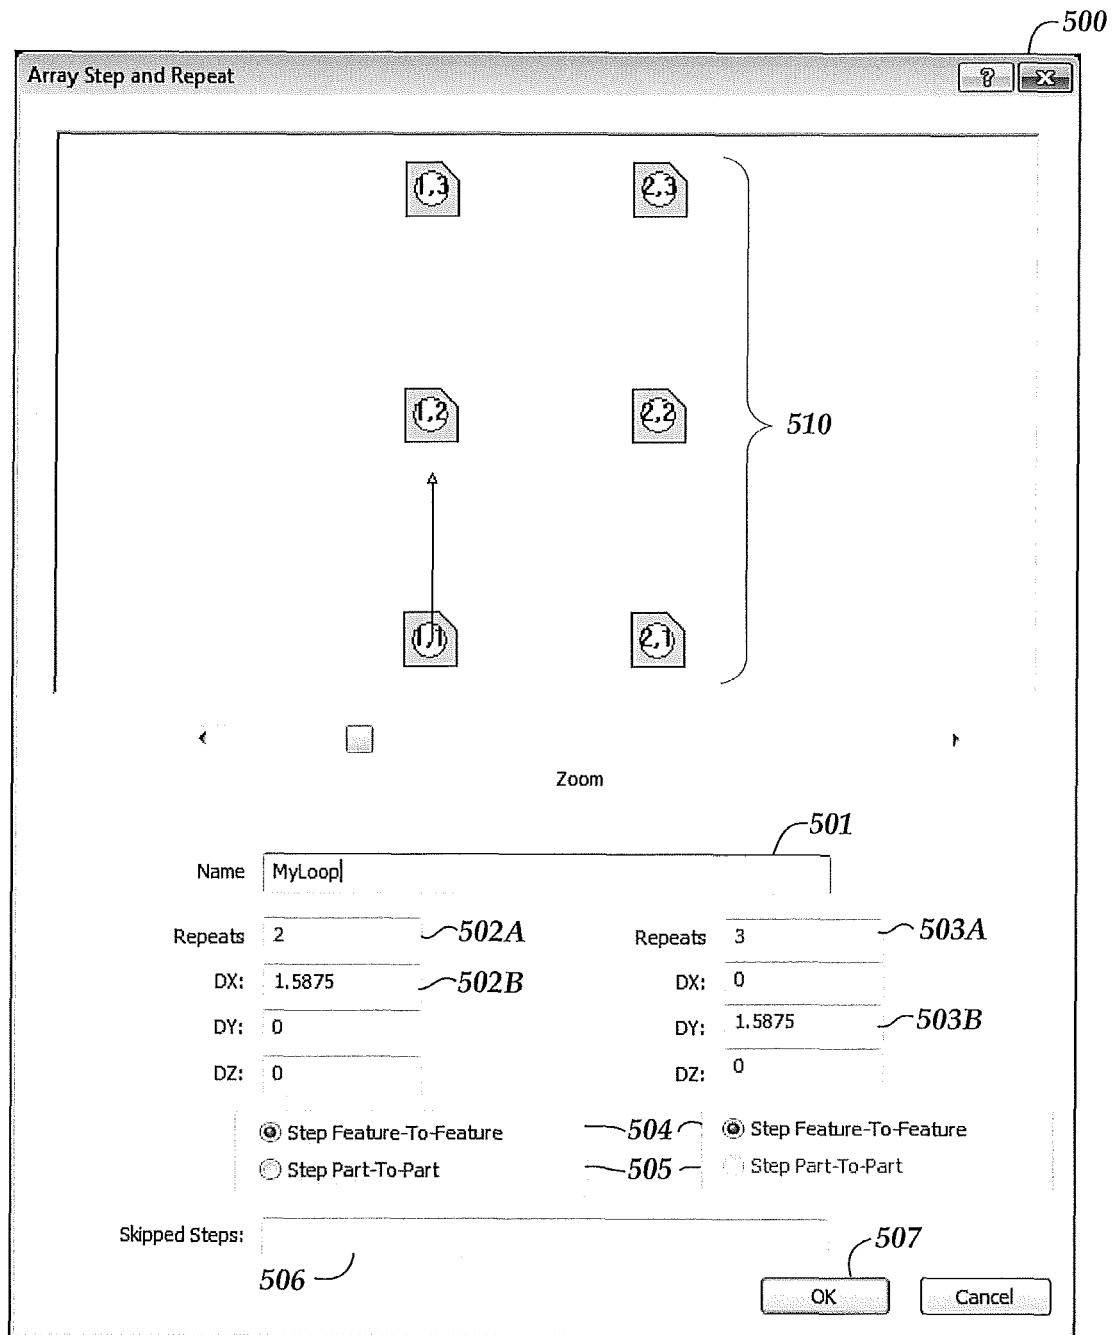 500
Array Step and Repeat
?
1,3 2,3
1,2 2,2
510
1,1 2,1
Zoom
501
Name MyLoop
Repeats 2 502A Repeats 3 503A
DX: 1.5875 502B DX: 0
DY: 0 DY: 1.5875 503B
DZ: 0 DZ: 0
Step Feature-To-Feature 504 Step Feature-To-Feature
Step Part-To-Part 505 Step Part-To-Part
Skipped Steps:
506
507
OK Cancel